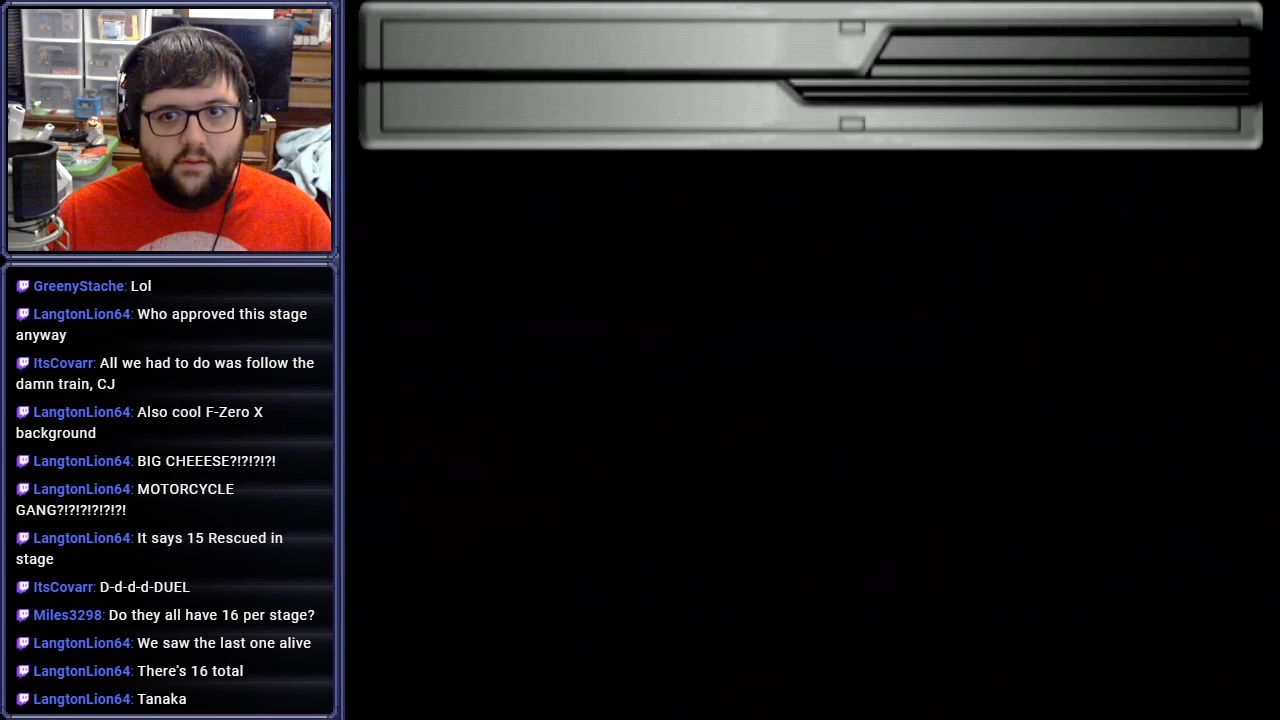 GreenyStache: Lol
LangtonLion64: Who approved this stage
anyway
ItsCovarr: All we had to do was follow the
damn train, CJ
LangtonLion64: Also cool F-Zero X
background
LangtonLion64: BIG CHEEESE?!?!?!?!
LangtonLion64: MOTORCYCLE
GANG?!?!?!?!?!?!
LangtonLion64: It says 15 Rescued in
stage
ItsCovarr: D-d-d-d-DUEL
Miles3298: Do they all have 16 per stage?
LangtonLion64: We saw the last one alive
LangtonLion64: There's 16 total
LangtonLion64: Tanaka